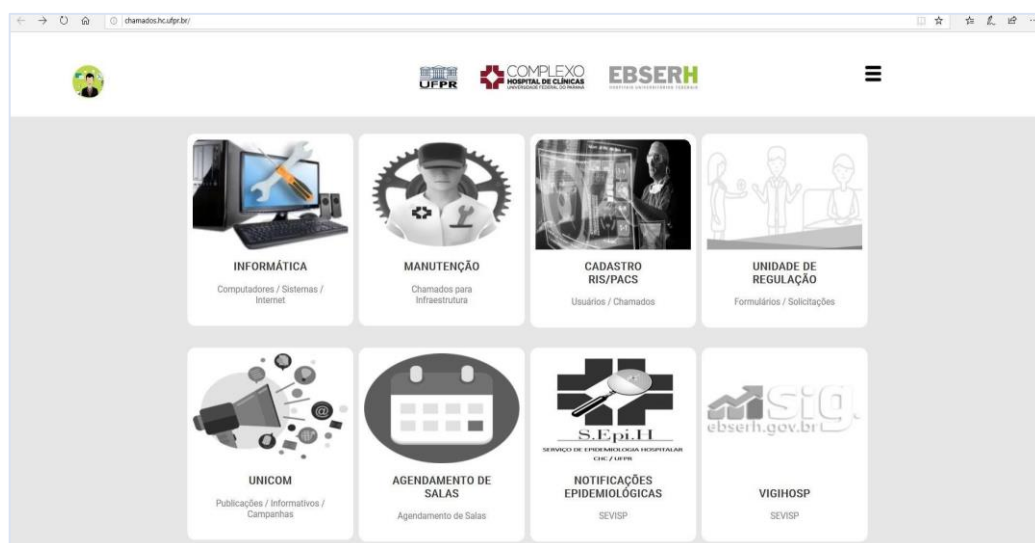 chamados.hc.ufpr.br/
UFPR
COMPLEXO
HOSPITAL DE CLÍNICAS
UNIVERSIDADE FEDERAL DO PARANÁ
EBSERH
HOSPITAIS UNIVERSITÁRIOS FEDERAIS
INFORMÁTICA
Computadores / Sistemas /
Internet
MANUTENÇÃO
Chamados para
Infraestrutura
CADASTRO
RIS/PACS
Usuários / Chamados
UNIDADE DE
REGULAÇÃO
Formulários / Solicitações
@
UNICOM
Publicações / Informativos /
Campanhas
AGENDAMENTO DE
SALAS
Agendamento de Salas
S.Epi.H
SERVIÇO DE EPIDEMIOLOGIA HOSPITALAR
CHC / UFPR
NOTIFICAÇÕES
EPIDEMIOLÓGICAS
SEVISP
sig.
ebserh.gov.br
VIGIHOSP
SEVISP